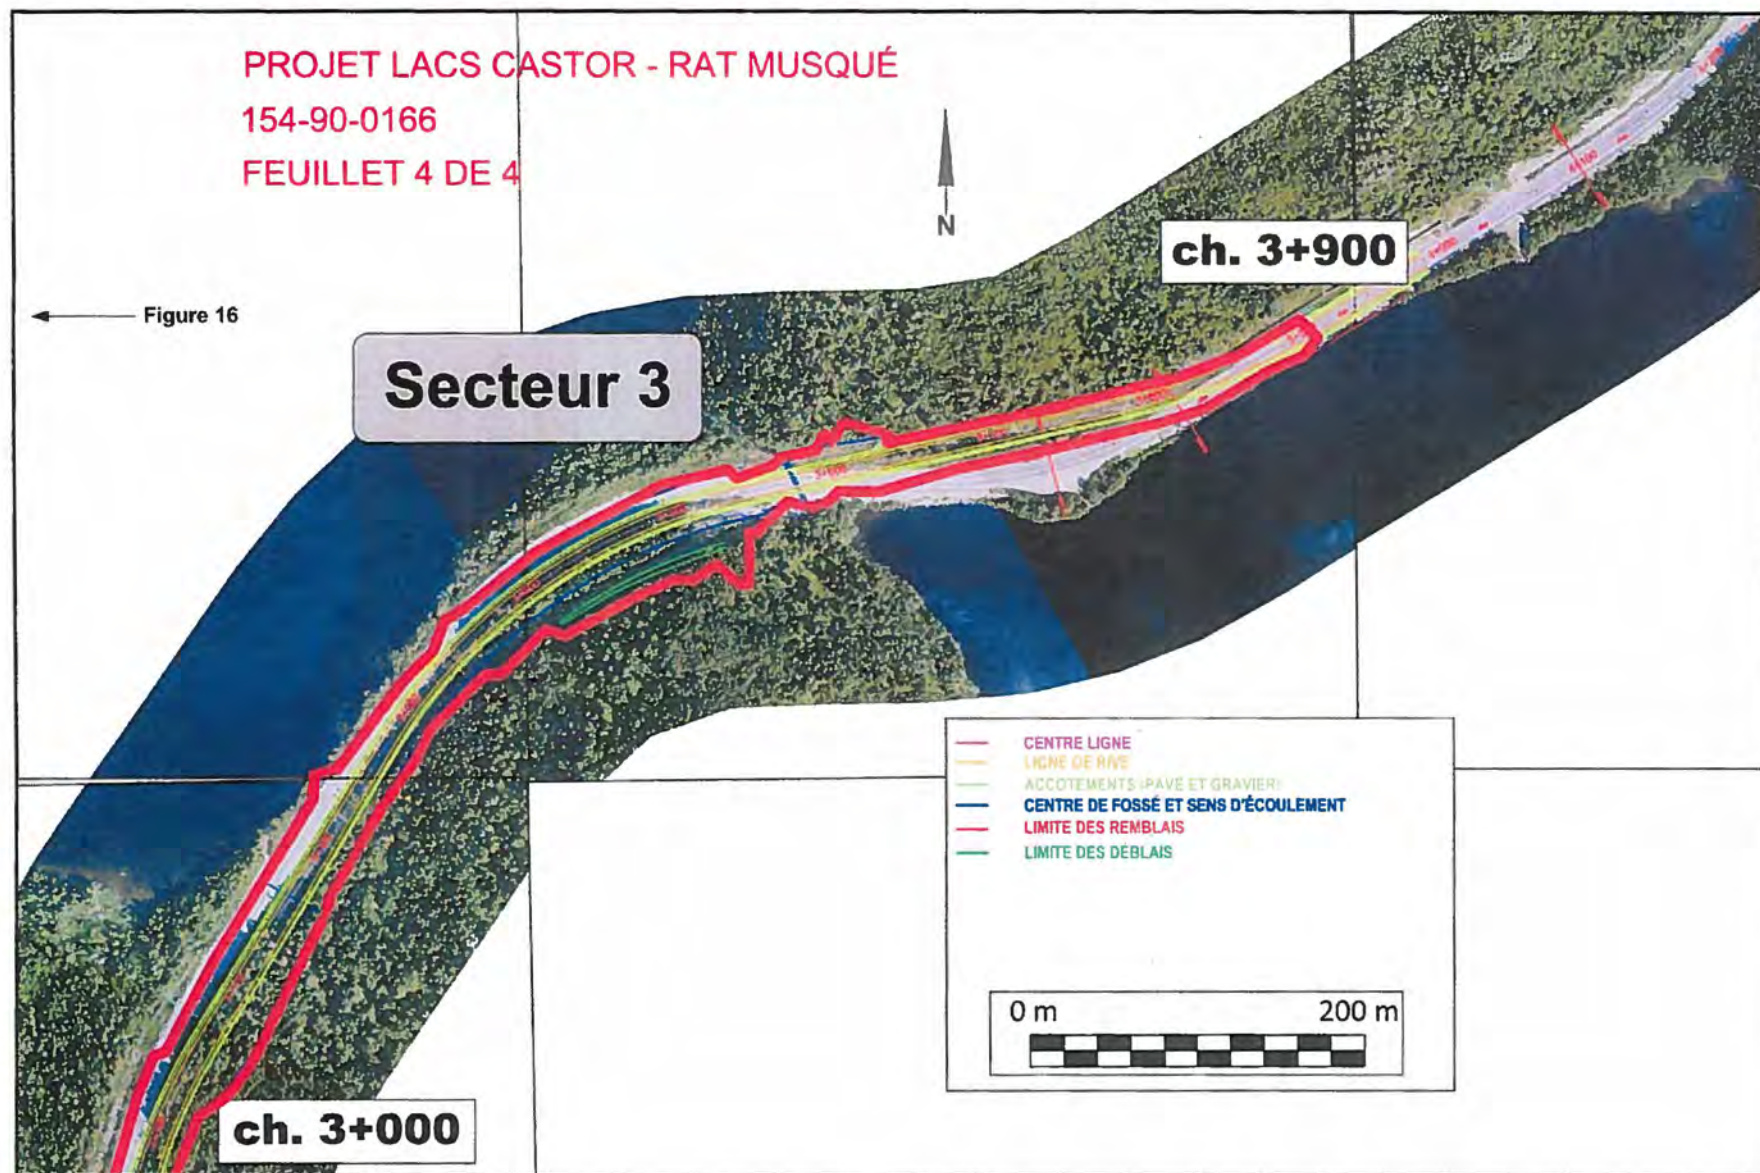 PROJET LACS CASTOR - RAT MUSQUÉ
154-90-0166
FEUILLET 4 DE 4
N
ch. 3+900
Figure 16
Secteur 3
CENTRE LIGNE
LIGNE DE RIVE
ACCOTEMENTS (PAVÉ ET GRAVIER)
CENTRE DE FOSSÉ ET SENS D'ÉCOULEMENT
LIMITE DES REMBLAIS
LIMITE DES DÉBLAIS
0 m 200 m
ch. 3+000